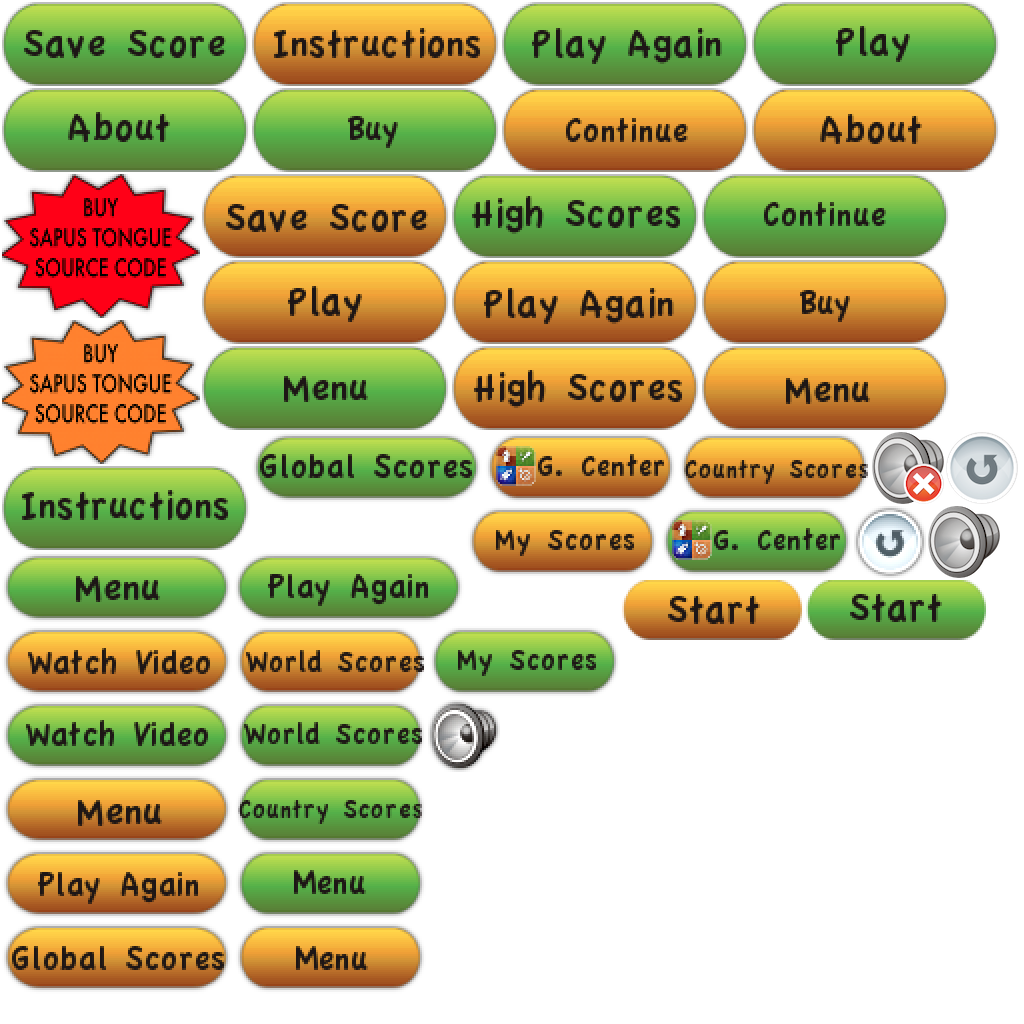 Save Score
Instructions
Play Again
Play
About
Buy
Continue
About
BUY
SAPUS TONGUE
SOURCE CODE
Save Score
High Scores
Continue
Play
Play Again
Buy
BUY
SAPUS TONGUE
SOURCE CODE
Menu
High Scores
Menu
Global Scores
G. Center
Country Scores
Instructions
My Scores
G. Center
Menu
Play Again
Start
Start
Watch Video
World Scores
My Scores
Watch Video
World Scores
Menu
Country Scores
Play Again
Menu
Global Scores
Menu